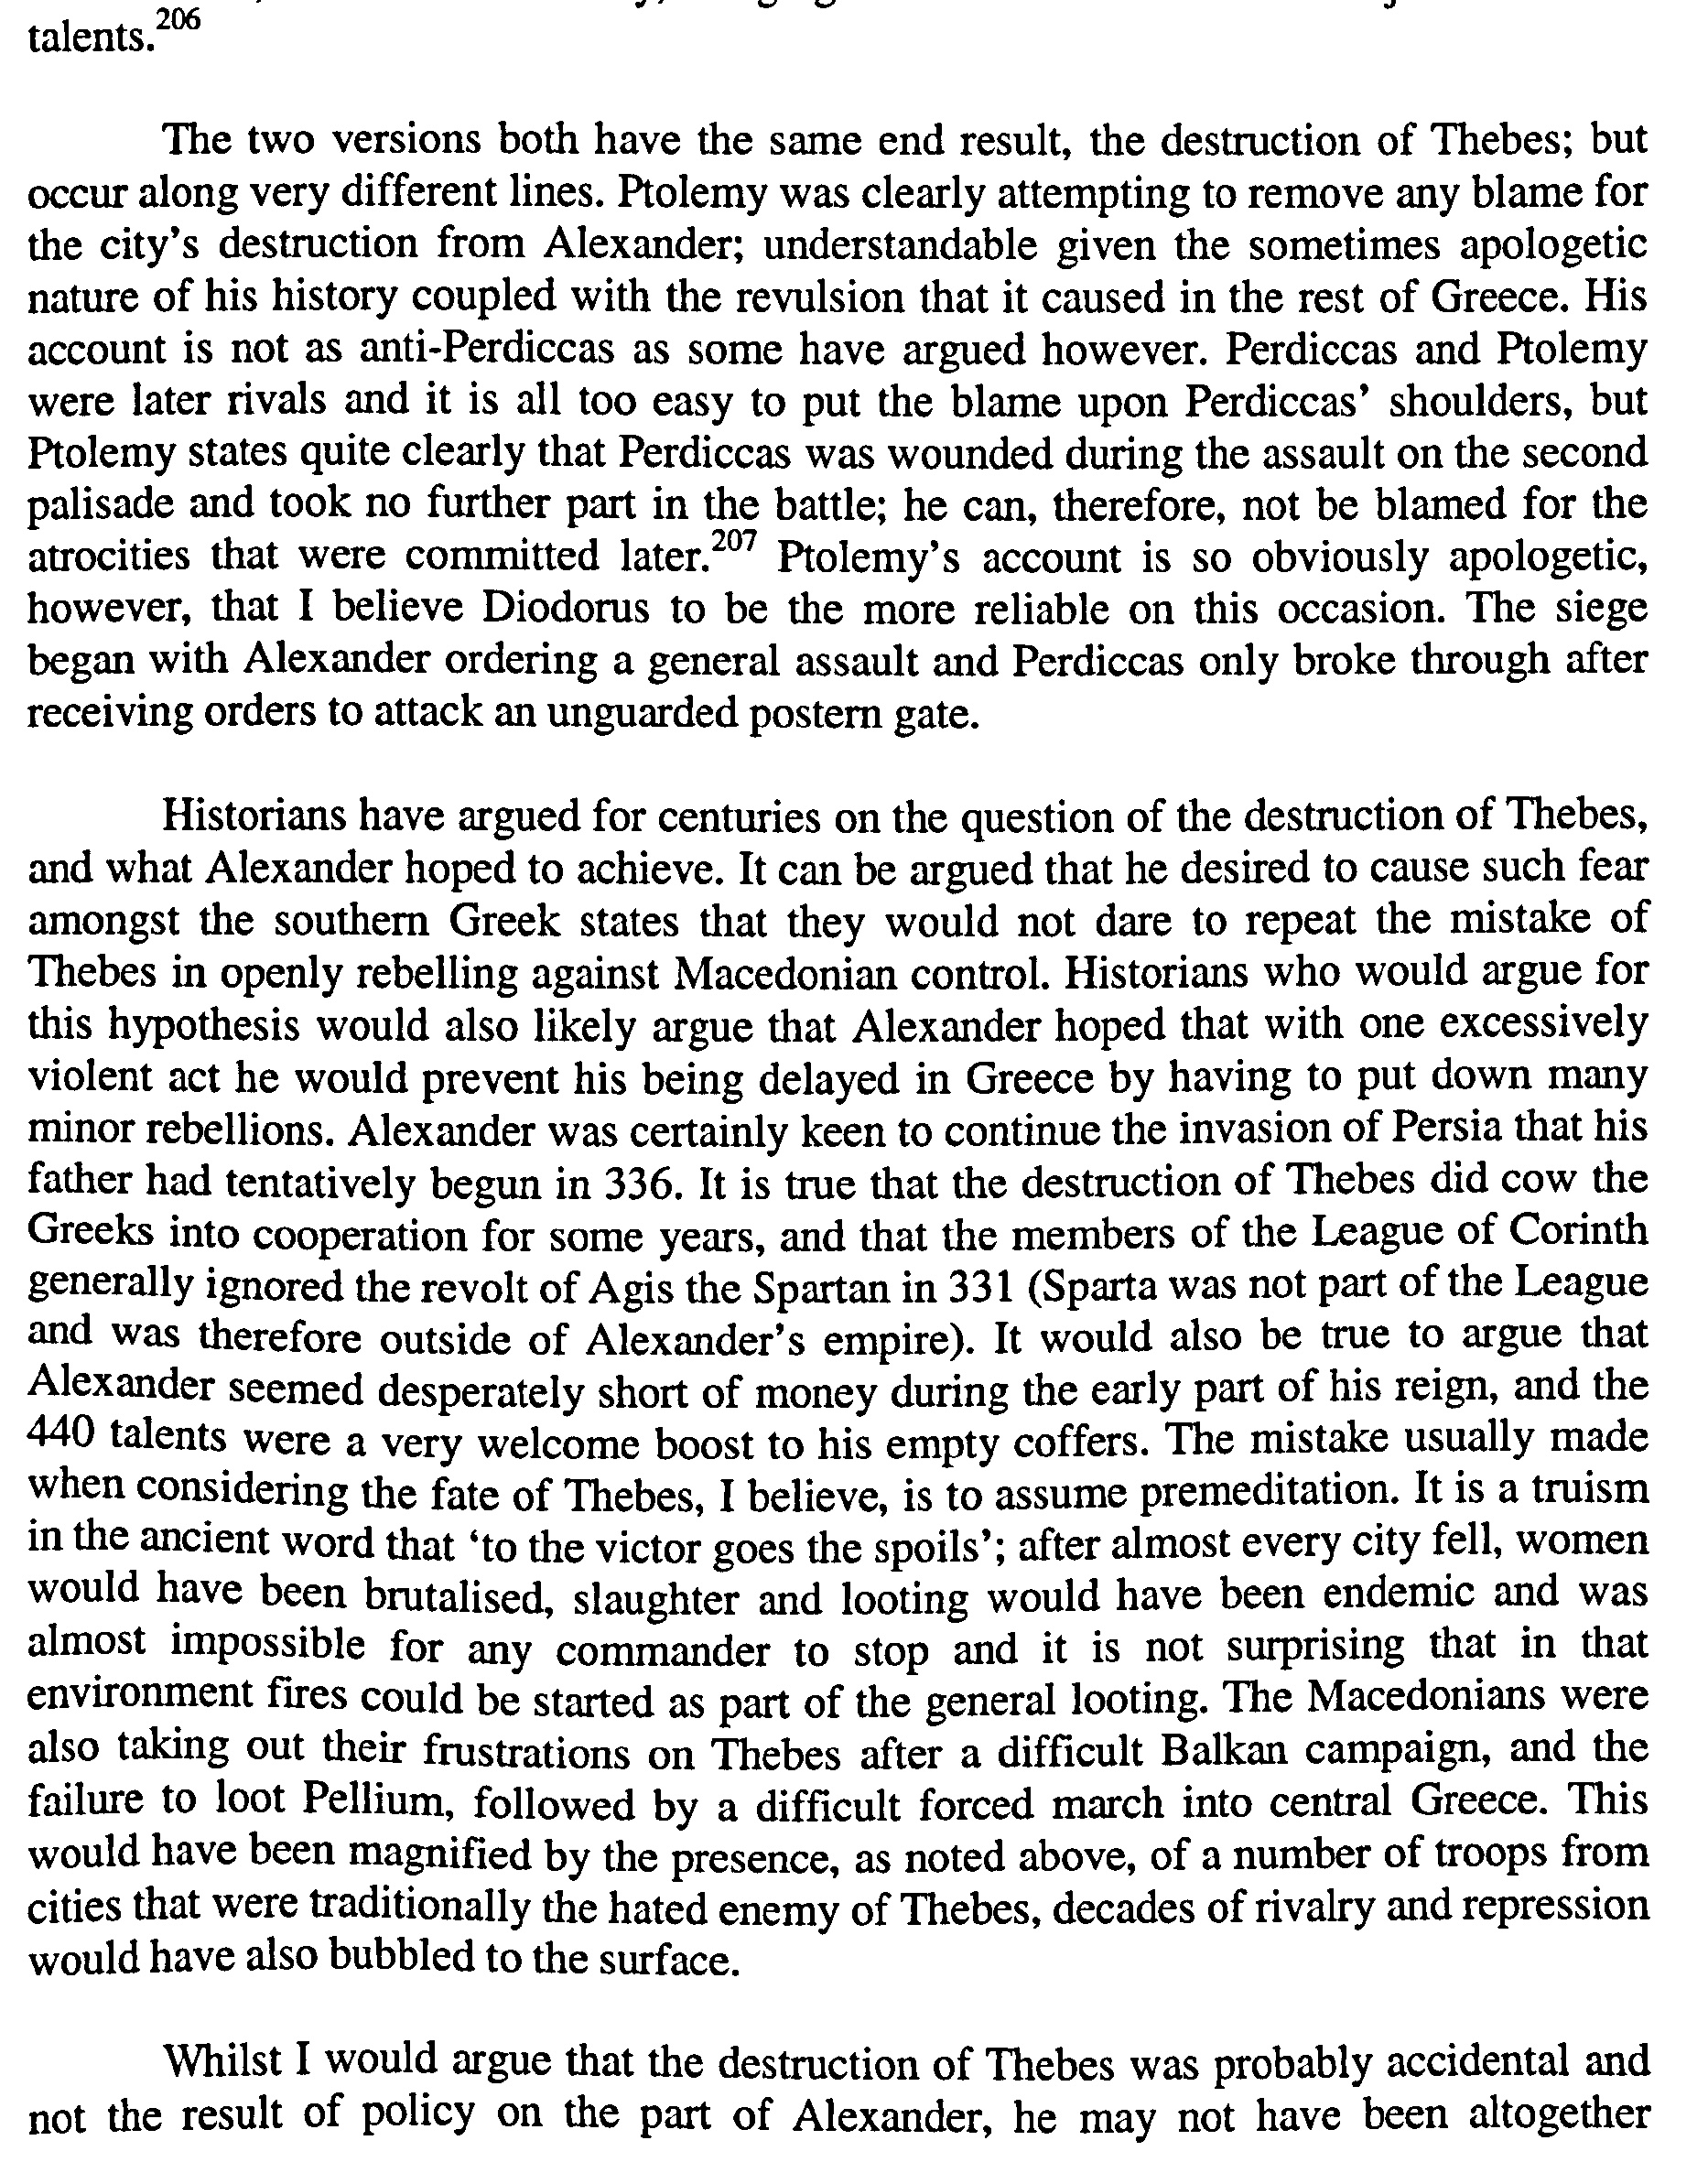 talents.206
The two versions both have the same end result, the destruction of Thebes; but
occur along very different lines. Ptolemy was clearly attempting to remove any blame for
the city's destruction from Alexander; understandable given the sometimes apologetic
nature of his history coupled with the revulsion that it caused in the rest of Greece. His
account is not as anti-Perdiccas as some have argued however. Perdiccas and Ptolemy
were later rivals and it is all too easy to put the blame upon Perdiccas' shoulders, but
Ptolemy states quite clearly that Perdiccas was wounded during the assault on the second
palisade and took no further part in the battle; he can, therefore, not be blamed for the
atrocities that were committed later.207 Ptolemy's account is so obviously apologetic,
however, that I believe Diodorus to be the more reliable on this occasion. The siege
began with Alexander ordering a general assault and Perdiccas only broke through after
receiving orders to attack an unguarded postern gate.
Historians have argued for centuries on the question of the destruction of Thebes,
and what Alexander hoped to achieve. It can be argued that he desired to cause such fear
amongst the southern Greek states that they would not dare to repeat the mistake of
Thebes in openly rebelling against Macedonian control. Historians who would argue for
this hypothesis would also likely argue that Alexander hoped that with one excessively
violent act he would prevent his being delayed in Greece by having to put down many
minor rebellions. Alexander was certainly keen to continue the invasion of Persia that his
father had tentatively begun in 336. It is true that the destruction of Thebes did cow the
Greeks into cooperation for some years, and that the members of the League of Corinth
generally ignored the revolt of Agis the Spartan in 331 (Sparta was not part of the League
and was therefore outside of Alexander's empire). It would also be true to argue that
Alexander seemed desperately short of money during the early part of his reign, and the
440 talents were a very welcome boost to his empty coffers. The mistake usually made
when considering the fate of Thebes, I believe, is to assume premeditation. It is a truism
in the ancient word that 'to the victor goes the spoils'; after almost every city fell, women
would have been brutalised, slaughter and looting would have been endemic and was
almost impossible for any commander to stop and it is not surprising that in that
environment fires could be started as part of the general looting. The Macedonians were
also taking out their frustrations on Thebes after a difficult Balkan campaign, and the
failure to loot Pellium, followed by a difficult forced march into central Greece. This
would have been magnified by the presence, as noted above, of a number of troops from
cities that were traditionally the hated enemy of Thebes, decades of rivalry and repression
would have also bubbled to the surface.
Whilst I would argue that the destruction of Thebes was probably accidental and
not the result of policy on the part of Alexander, he may not have been altogether